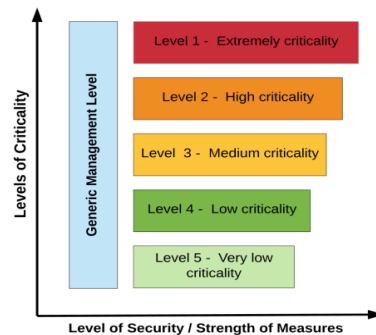 Levels of Criticality
Generic Management Level
Level 1 - Extremely criticality
Level 2 - High criticality
Level 3 - Medium criticality
Level 4 - Low criticality
Level 5 - Very low
criticality
Level of Security / Strength of Measures